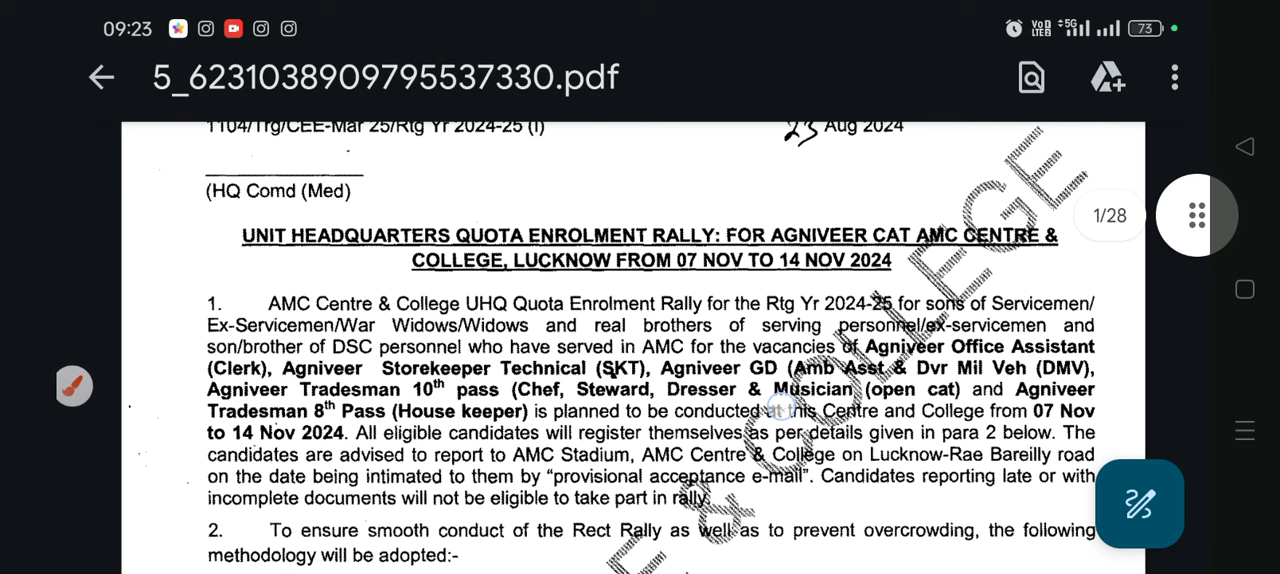 09:23
Vo LTE 5G 73
5_6231038909795537330.pdf
1104/Trg/CEE-Mar 25/Rtg Yr 2024-25 (I) 23 Aug 2024
(HQ Comd (Med)
1/28
UNIT HEADQUARTERS QUOTA ENROLMENT RALLY: FOR AGNIVEER CAT AMC CENTRE &
COLLEGE, LUCKNOW FROM 07 NOV TO 14 NOV 2024
1. AMC Centre & College UHQ Quota Enrolment Rally for the Rtg Yr 2024-25 for sons of Servicemen/
Ex-Servicemen/War Widows/Widows and real brothers of serving personnel/ex-servicemen and
son/brother of DSC personnel who have served in AMC for the vacancies of Agniveer Office Assistant
(Clerk), Agniveer Storekeeper Technical (SKT), Agniveer GD (Amb Asst & Dvr Mil Veh (DMV),
Agniveer Tradesman 10th pass (Chef, Steward, Dresser & Musician (open cat) and Agniveer
Tradesman 8th Pass (House keeper) is planned to be conducted at this Centre and College from 07 Nov
to 14 Nov 2024. All eligible candidates will register themselves as per details given in para 2 below. The
candidates are advised to report to AMC Stadium, AMC Centre & College on Lucknow-Rae Bareilly road
on the date being intimated to them by “provisional acceptance e-mail”. Candidates reporting late or with
incomplete documents will not be eligible to take part in rally.
2. To ensure smooth conduct of the Rect Rally as well as to prevent overcrowding, the following
methodology will be adopted:-
E & COLLEGE